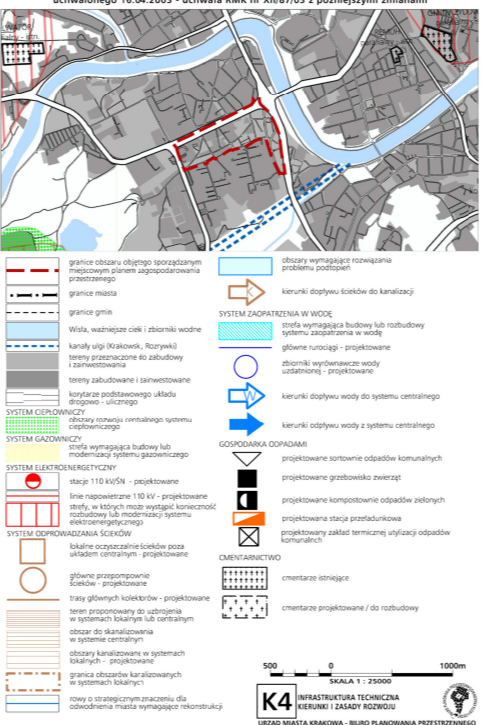 uchwalonego 16.04.2003 - uchwała RMK nr XII/87/03 z późniejszymi zmianami
granice obszaru objętego sporządzanym
miejscowym planem zagospodarowania
przestrzenego
granice miasta
granice gmin
Wisła, ważniejsze cieki i zbiorniki wodne
kanały ulgi (Krakowsk., Rozrywki)
tereny przeznaczone do zabudowy
i zainwestowania
tereny zabudowane i zainwestowane
korytarze podstawowego układu
drogowo - ulicznego
SYSTEM CIEPŁOWNICZY
obszary rozwoju centralnego systemu
ciepłowniczego
SYSTEM GAZOWNICZY
strefa wymagająca budowy lub
modernizacji systemu gazowniczego
SYSTEM ELEKTROENERGETYCZNY
stacje 110 kV/SN - projektowane
linie napowietrzne 110 kV - projektowane
strefy, w których może wystąpić konieczność
rozbudowy lub modernizacji systemu
elektroenergetycznego
SYSTEM ODPROWADZANIA ŚCIEKÓW
lokalne oczyszczalnie ścieków poza
układem centralnym - projektowane
główne przepompownie
ścieków - projektowane
trasy głównych kolektorów - projektowane
teren proponowany do uzbrojenia
w systemach lokalnym lub centralnym
obszar do skanalizowania
w systemie centralnym
obszary kanalizowane w systemach
lokalnych - projektowane
granica obszarów kanalizowanych
w systemach lokalnych
rowy o strategicznym znaczeniu dla
odwodnienia miasta wymagające rekonstrukcji
obszary wymagające rozwiązania
problemu podtopień
kierunki dopływu ścieków do kanalizacji
SYSTEM ZAOPATRZENIA W WODĘ
strefa wymagająca budowy lub rozbudowy
systemu zaopatrzenia w wodę
główne rurociągi - projektowane
zbiorniki wyrównawcze wody
uzdatnionej - projektowane
W
kierunki dopływu wody do systemu centralnego
kierunki odpływu wody z systemu centralnego
GOSPODARKA ODPADAMI
projektowane sortownie odpadów komunalnych
projektowane grzebowisko zwierząt
projektowane kompostownie odpadów zielonych
projektowana stacja przeładunkowa
projektowany zakład termicznej utylizacji odpadów
komunalnch
CMENTARNICTWO
cmentarze istniejące
cmentarze projektowane / do rozbudowy
500 0 1000m
SKALA 1 : 25000
K4 INFRASTRUKTURA TECHNICZNA
KIERUNKI I ZASADY ROZWOJU
URZĄD MIASTA KRAKOWA - BIURO PLANOWANIA PRZESTRZENNEGO